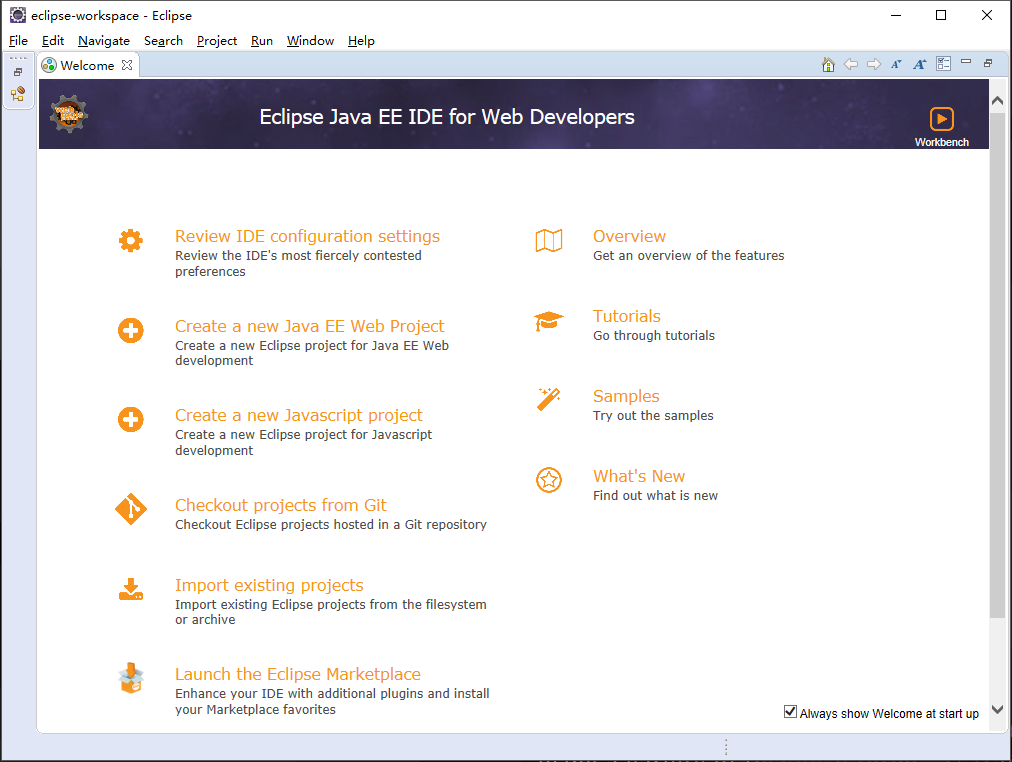 eclipse-workspace - Eclipse
File Edit Navigate Search Project Run Window Help
Welcome
Eclipse Java EE IDE for Web Developers
Workbench
Review IDE configuration settings
Review the IDE's most fiercely contested
preferences
Create a new Java EE Web Project
Create a new Eclipse project for Java EE Web
development
Create a new Javascript project
Create a new Eclipse project for Javascript
development
Checkout projects from Git
Checkout Eclipse projects hosted in a Git repository
Import existing projects
Import existing Eclipse projects from the filesystem
or archive
Launch the Eclipse Marketplace
Enhance your IDE with additional plugins and install
your Marketplace favorites
Overview
Get an overview of the features
Tutorials
Go through tutorials
Samples
Try out the samples
What's New
Find out what is new
Always show Welcome at start up